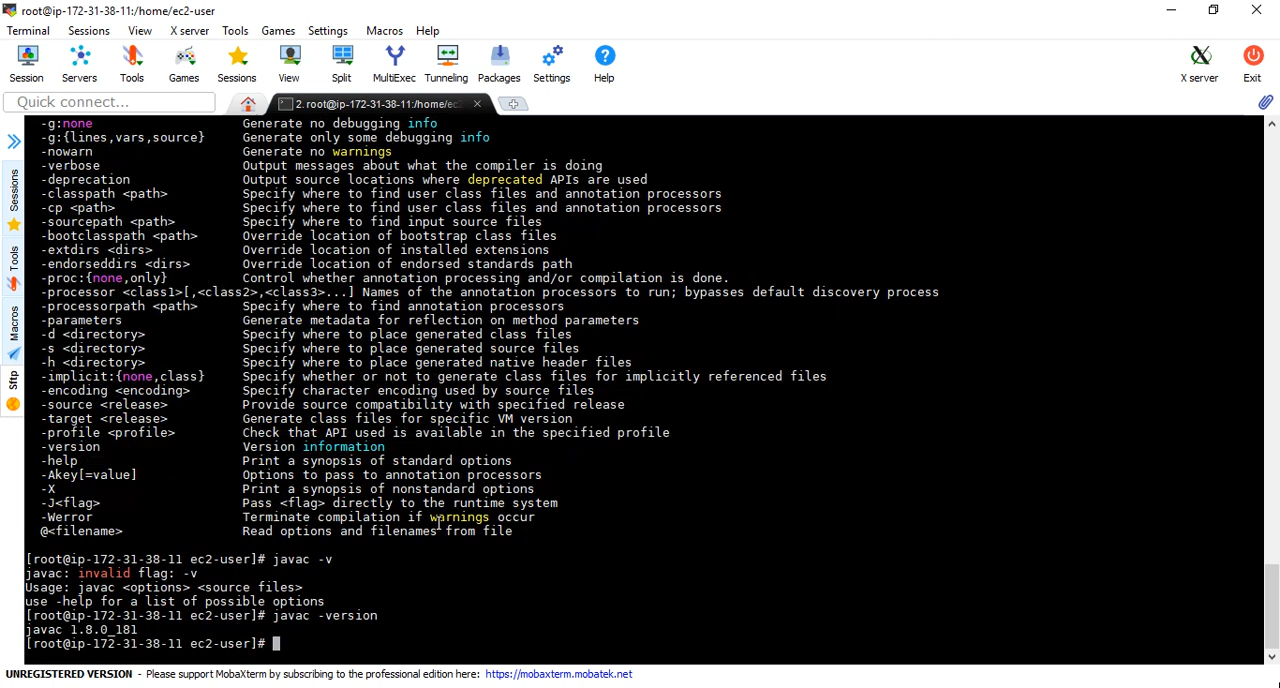 root@ip-172-31-38-11:/home/ec2-user
Terminal Sessions View X server Tools Games Settings Macros Help
Session Servers Tools Games Sessions View Split MultiExec Tunneling Packages Settings Help X server Exit
Quick connect... 2. root@ip-172-31-38-11:/home/ec
Sessions
Tools
Macros
Sftp
-g:none Generate no debugging info
-g:{lines,vars,source} Generate only some debugging info
-nowarn Generate no warnings
-verbose Output messages about what the compiler is doing
-deprecation Output source locations where deprecated APIs are used
-classpath <path> Specify where to find user class files and annotation processors
-cp <path> Specify where to find user class files and annotation processors
-sourcepath <path> Specify where to find input source files
-bootclasspath <path> Override location of bootstrap class files
-extdirs <dirs> Override location of installed extensions
-endorseddirs <dirs> Override location of endorsed standards path
-proc:{none,only} Control whether annotation processing and/or compilation is done.
-processor <class1>[,<class2>,<class3>...] Names of the annotation processors to run; bypasses default discovery process
-processorpath <path> Specify where to find annotation processors
-parameters Generate metadata for reflection on method parameters
-d <directory> Specify where to place generated class files
-s <directory> Specify where to place generated source files
-h <directory> Specify where to place generated native header files
-implicit:{none,class} Specify whether or not to generate class files for implicitly referenced files
-encoding <encoding> Specify character encoding used by source files
-source <release> Provide source compatibility with specified release
-target <release> Generate class files for specific VM version
-profile <profile> Check that API used is available in the specified profile
-version Version information
-help Print a synopsis of standard options
-Akey[=value] Options to pass to annotation processors
-X Print a synopsis of nonstandard options
-J<flag> Pass <flag> directly to the runtime system
-Werror Terminate compilation if warnings occur
@<filename> Read options and filenames from file
[root@ip-172-31-38-11 ec2-user]# javac -v
javac: invalid flag: -v
Usage: javac <options> <source files>
use -help for a list of possible options
[root@ip-172-31-38-11 ec2-user]# javac -version
javac 1.8.0_181
[root@ip-172-31-38-11 ec2-user]#
UNREGISTERED VERSION - Please support MobaXterm by subscribing to the professional edition here: https://mobaxterm.mobatek.net